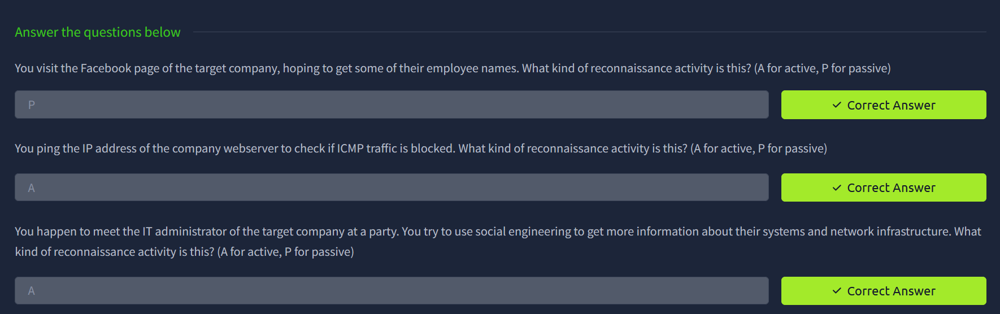 Answer the questions below
You visit the Facebook page of the target company, hoping to get some of their employee names. What kind of reconnaissance activity is this? (A for active, P for passive)
P
Correct Answer
You ping the IP address of the company webserver to check if ICMP traffic is blocked. What kind of reconnaissance activity is this? (A for active, P for passive)
A
Correct Answer
You happen to meet the IT administrator of the target company at a party. You try to use social engineering to get more information about their systems and network infrastructure. What
kind of reconnaissance activity is this? (A for active, P for passive)
A
Correct Answer